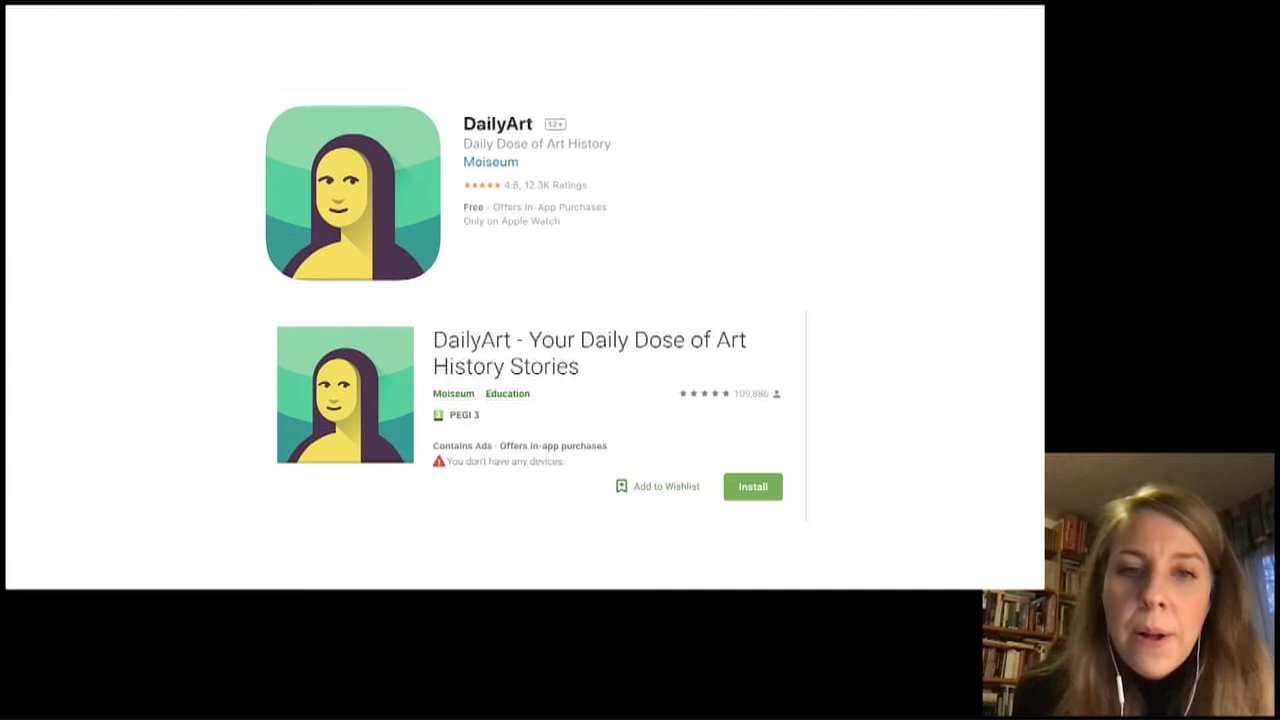 DailyArt 12+
Daily Dose of Art History
Moiseum
4.8, 12.3K Ratings
Free · Offers In-App Purchases
Only on Apple Watch
DailyArt - Your Daily Dose of Art
History Stories
Moiseum Education 109,886
3 PEGI 3
Contains Ads · Offers in-app purchases
You don't have any devices.
Add to Wishlist Install